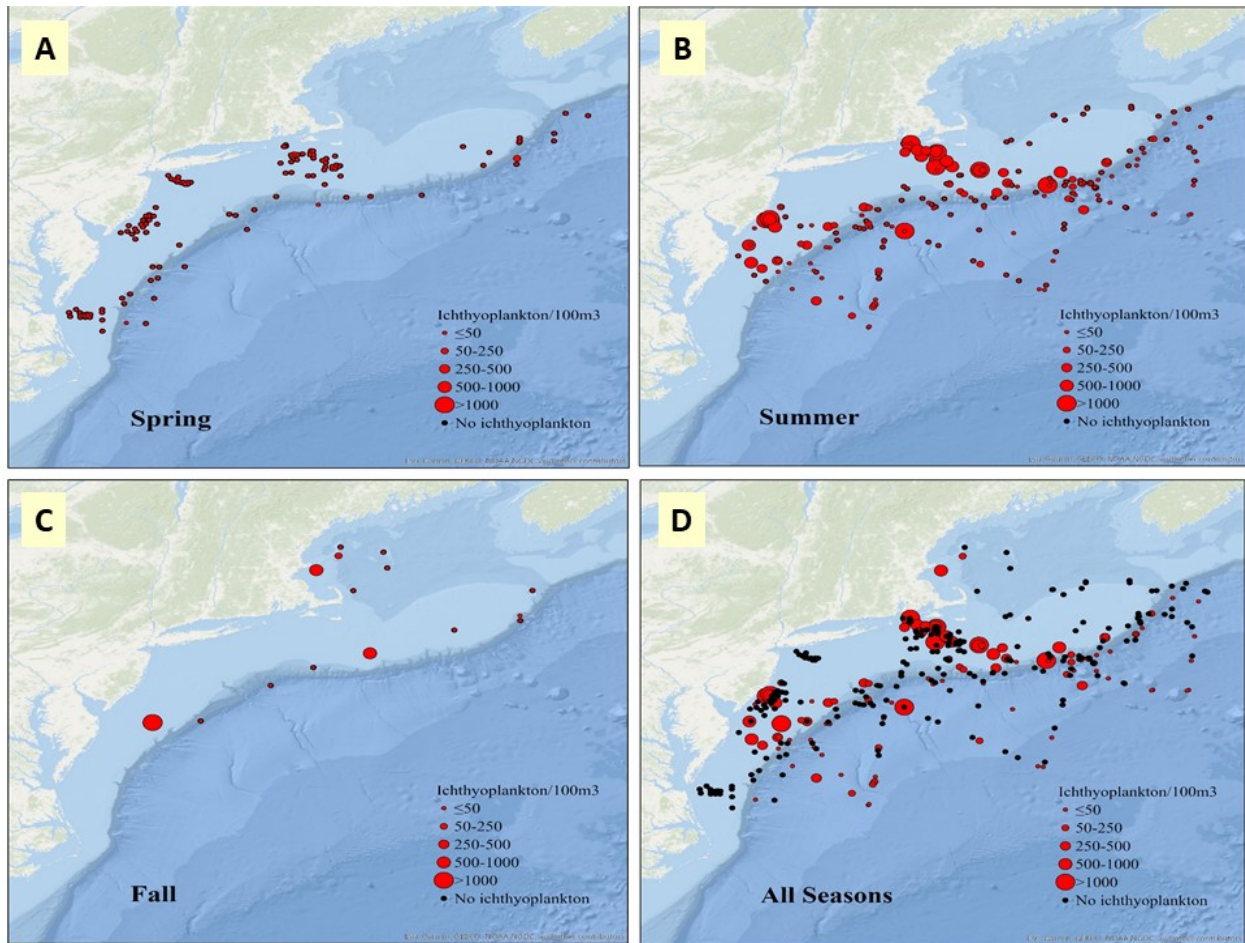 A
Ichthyoplankton/100m3
≤50
50-250
250-500
500-1000
>1000
No ichthyoplankton
Spring
B
Ichthyoplankton/100m3
≤50
50-250
250-500
500-1000
>1000
No ichthyoplankton
Summer
C
Ichthyoplankton/100m3
≤50
50-250
250-500
500-1000
>1000
No ichthyoplankton
Fall
D
Ichthyoplankton/100m3
≤50
50-250
250-500
500-1000
>1000
No ichthyoplankton
All Seasons